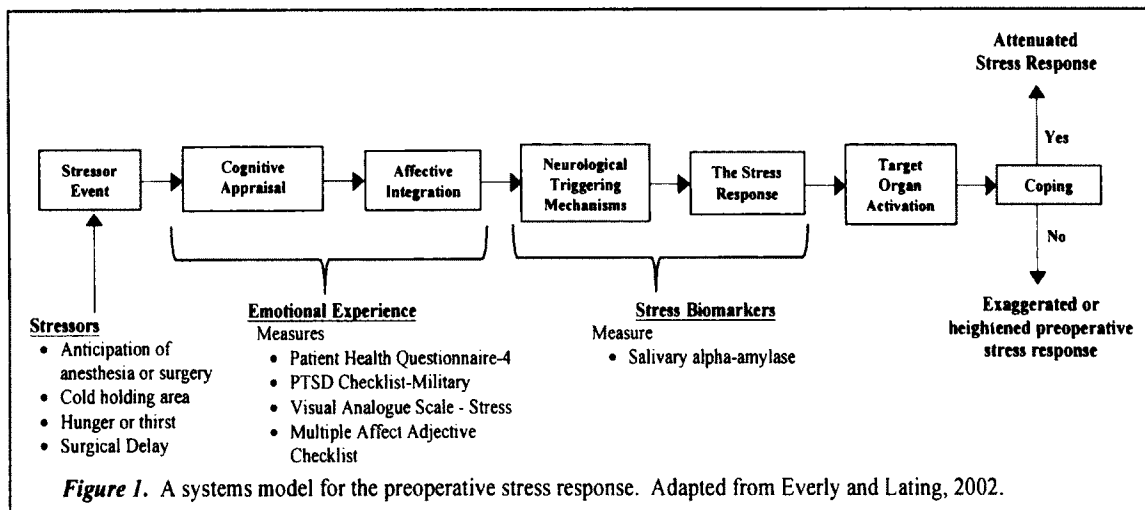 Attenuated
Stress Response
Yes
Stressor
Event
Cognitive
Appraisal
Affective
Integration
Neurological
Triggering
Mechanisms
The Stress
Response
Target
Organ
Activation
Coping
No
Exaggerated or
heightened preoperative
stress response
Stressors
• Anticipation of
anesthesia or surgery
• Cold holding area
• Hunger or thirst
• Surgical Delay
Emotional Experience
Measures
• Patient Health Questionnaire-4
• PTSD Checklist-Military
• Visual Analogue Scale - Stress
• Multiple Affect Adjective
Checklist
Stress Biomarkers
Measure
• Salivary alpha-amylase
Figure 1. A systems model for the preoperative stress response. Adapted from Everly and Lating, 2002.